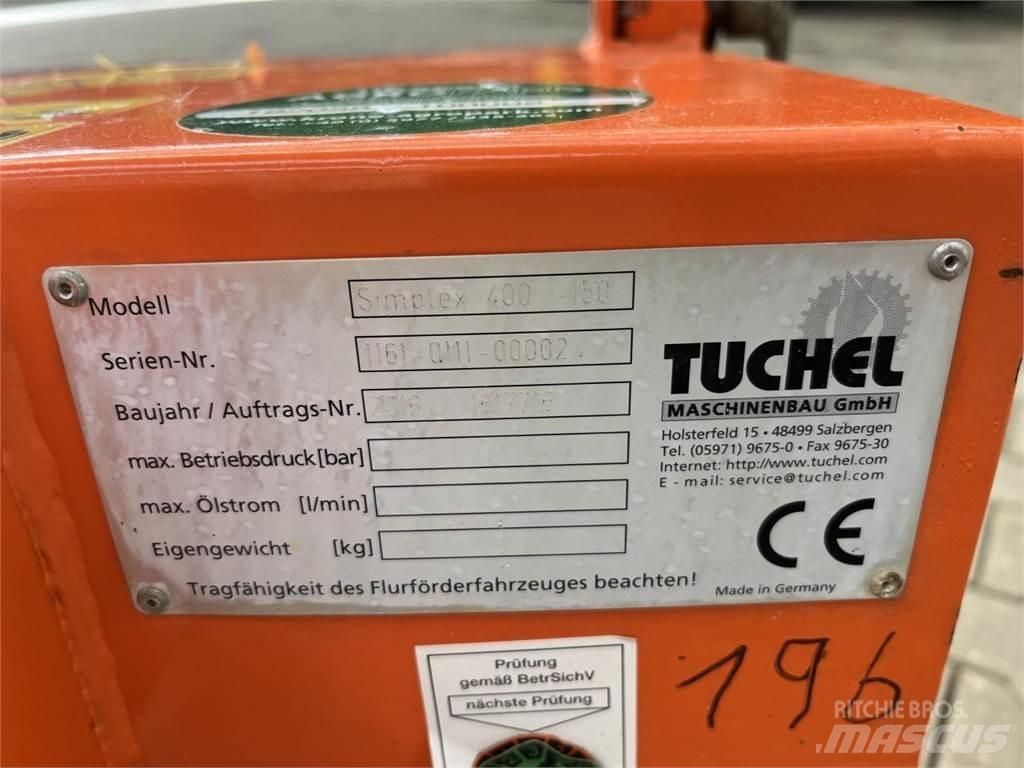 Modell Simplex 400 -150
Serien-Nr. 1161-0111-00002
Baujahr / Auftrags-Nr.
max. Betriebsdruck [bar]
max. Ölstrom [l/min]
Eigengewicht [kg]
Tragfähigkeit des Flurförderfahrzeuges beachten!
TUCHEL
MASCHINENBAU GmbH
Holsterfeld 15 • 48499 Salzbergen
Tel. (05971) 9675-0 • Fax 9675-30
Internet: http://www.tuchel.com
E - mail: service@tuchel.com
CE
Made in Germany
Prüfung
gemäß BetrSichV
nächste Prüfung
196
RITCHIE BROS.
MASCUS